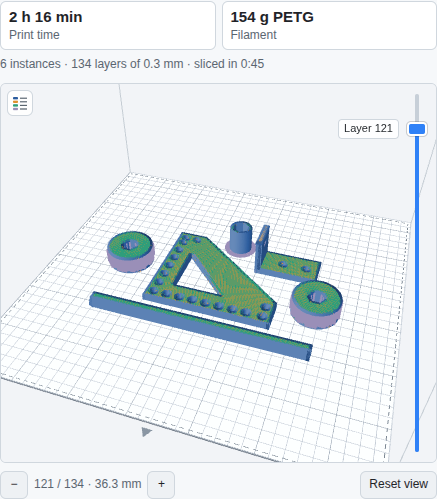 2 h 16 min
Print time
154 g PETG
Filament
6 instances · 134 layers of 0.3 mm · sliced in 0:45
Layer 121
−
121 / 134 · 36.3 mm
+
Reset view